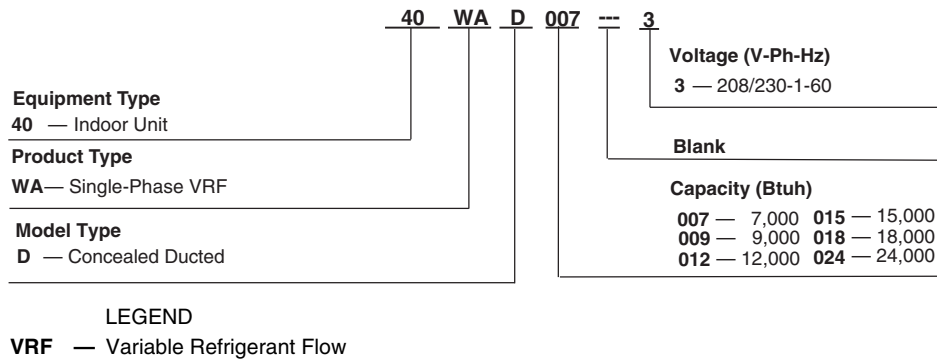 40 WA D 007 --- 3
Voltage (V-Ph-Hz)
3 — 208/230-1-60
Equipment Type
40 — Indoor Unit
Product Type
WA— Single-Phase VRF
Blank
Capacity (Btuh)
007 — 7,000 015 — 15,000
009 — 9,000 018 — 18,000
012 — 12,000 024 — 24,000
Model Type
D — Concealed Ducted
LEGEND
VRF — Variable Refrigerant Flow